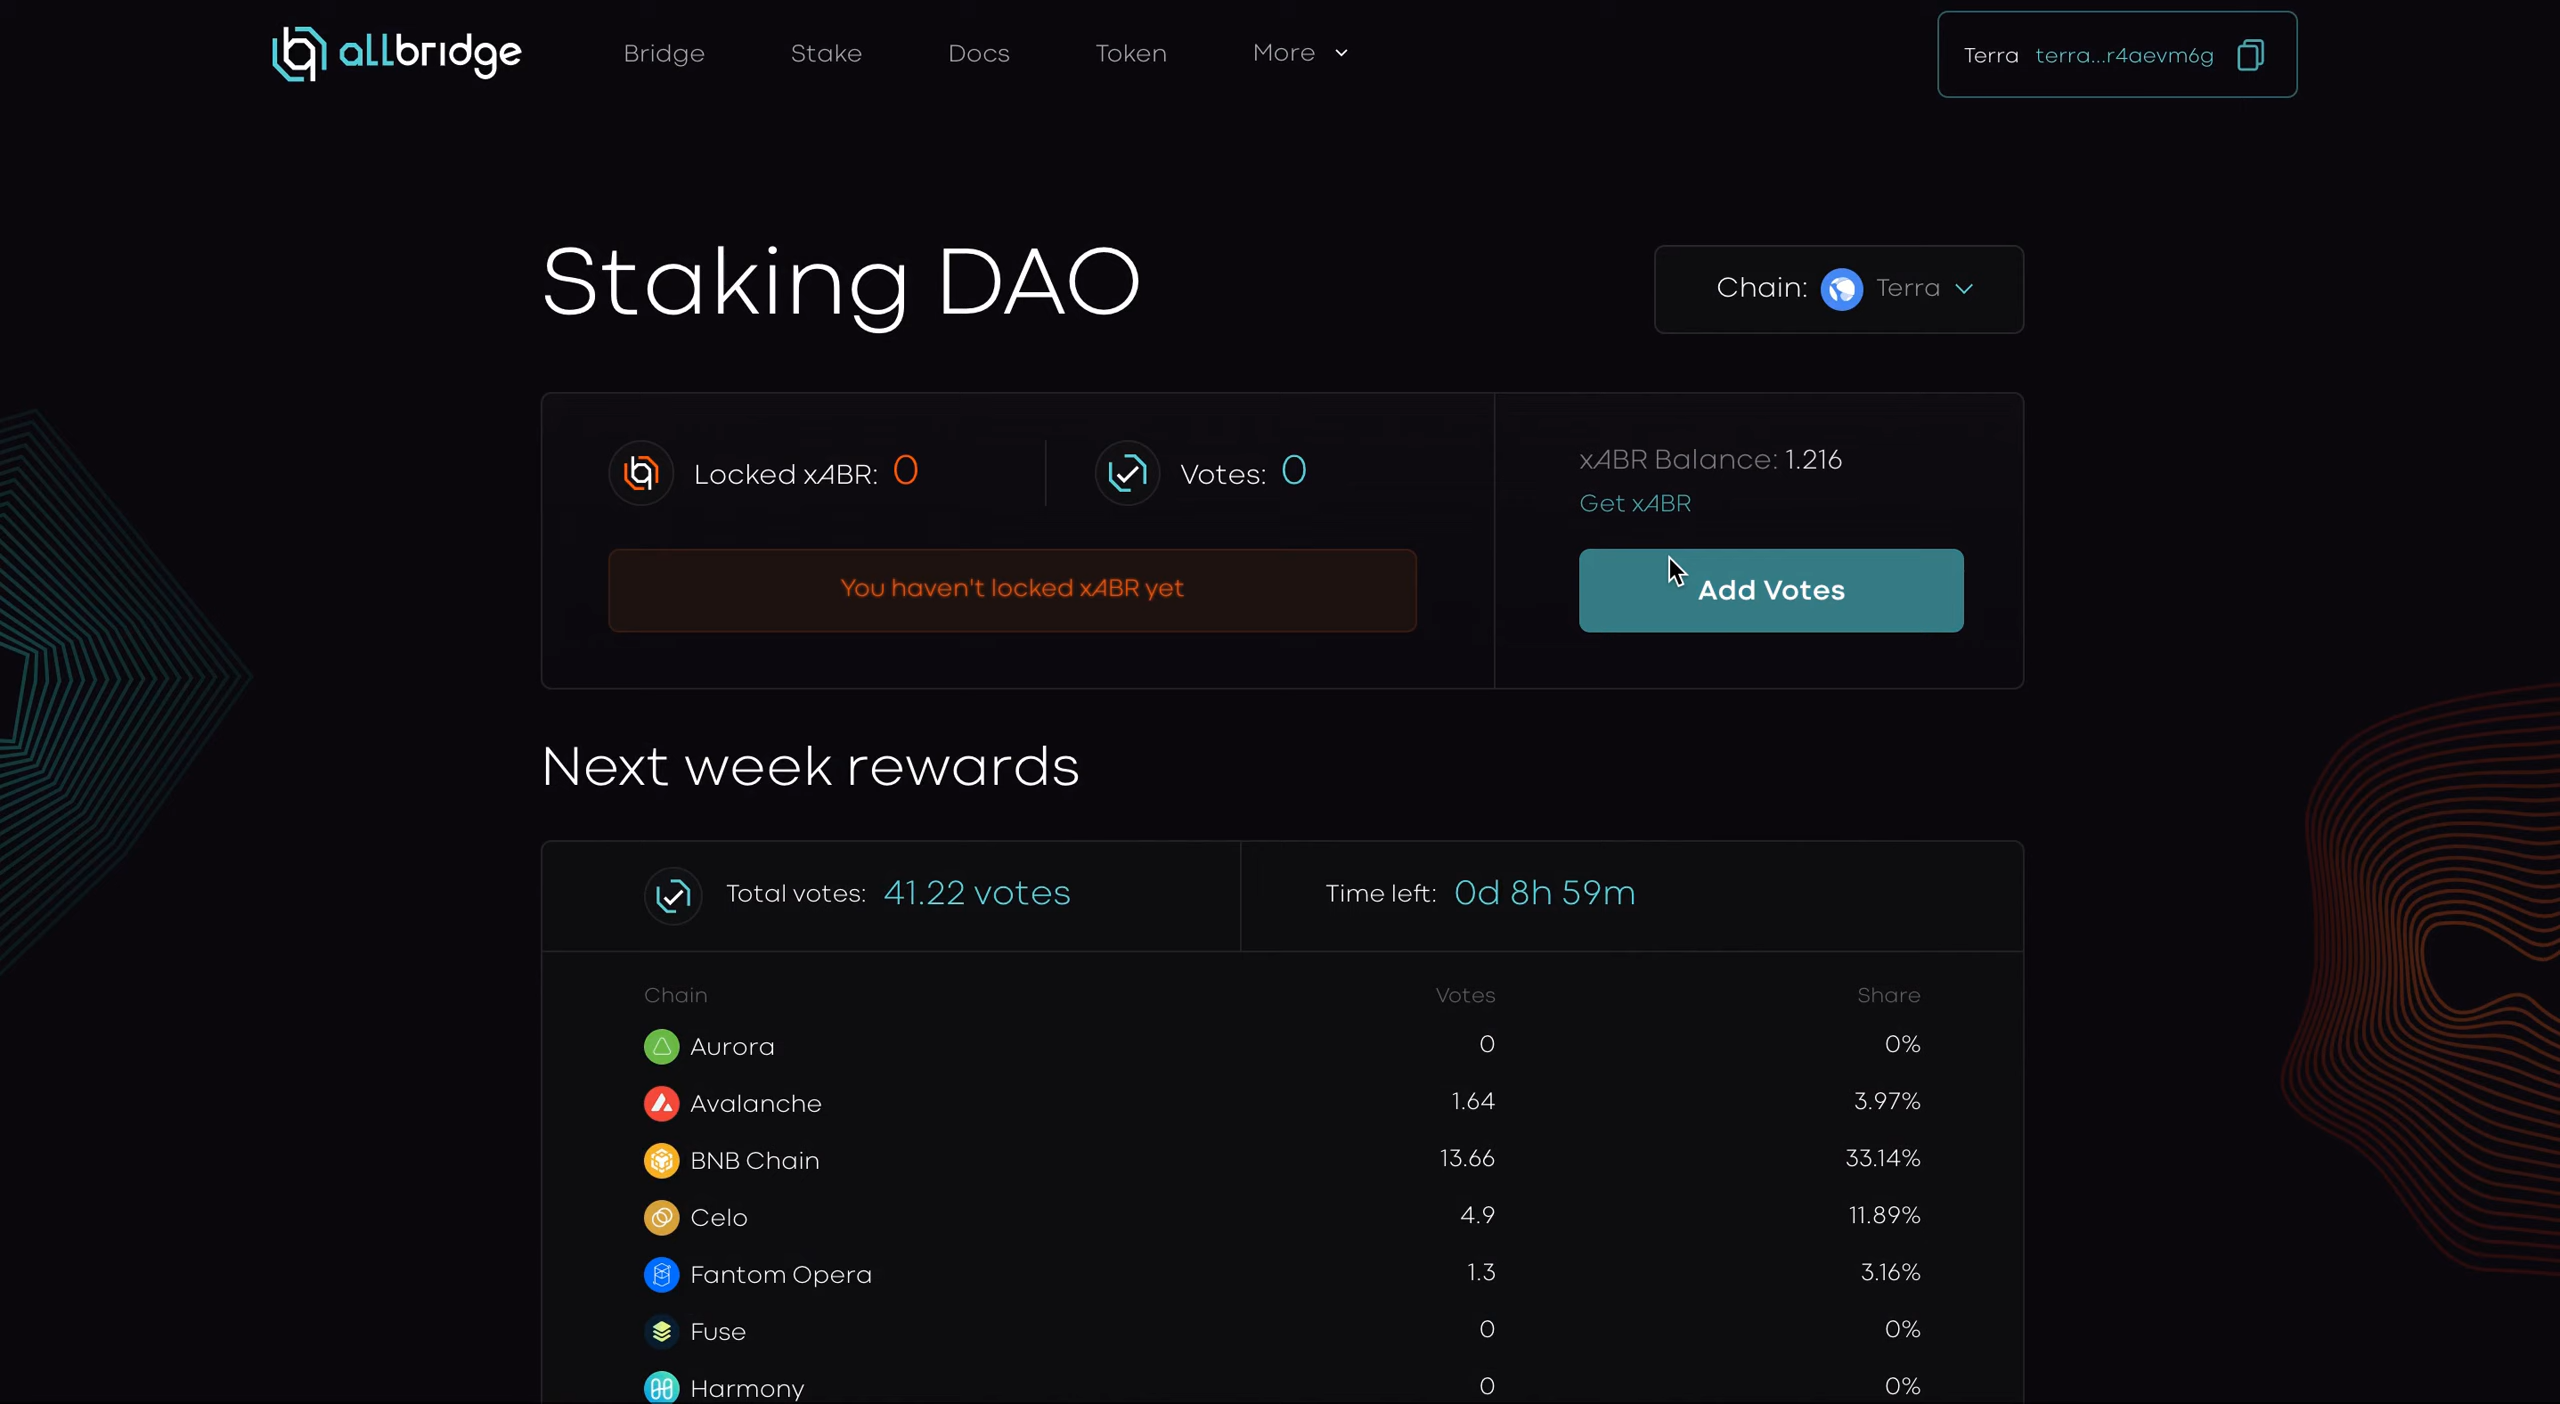 allbridge Bridge Stake Docs Token More Terra terra...r4aevm6g
Staking DAO
Chain: Terra
Locked xABR: 0 Votes: 0
xABR Balance: 1.216
Get xABR
You haven't locked xABR yet
Add Votes
Next week rewards
Total votes: 41.22 votes Time left: 0d 8h 59m
Chain Votes Share
Aurora 0 0%
Avalanche 1.64 3.97%
BNB Chain 13.66 33.14%
Celo 4.9 11.89%
Fantom Opera 1.3 3.16%
Fuse 0 0%
Harmony 0 0%